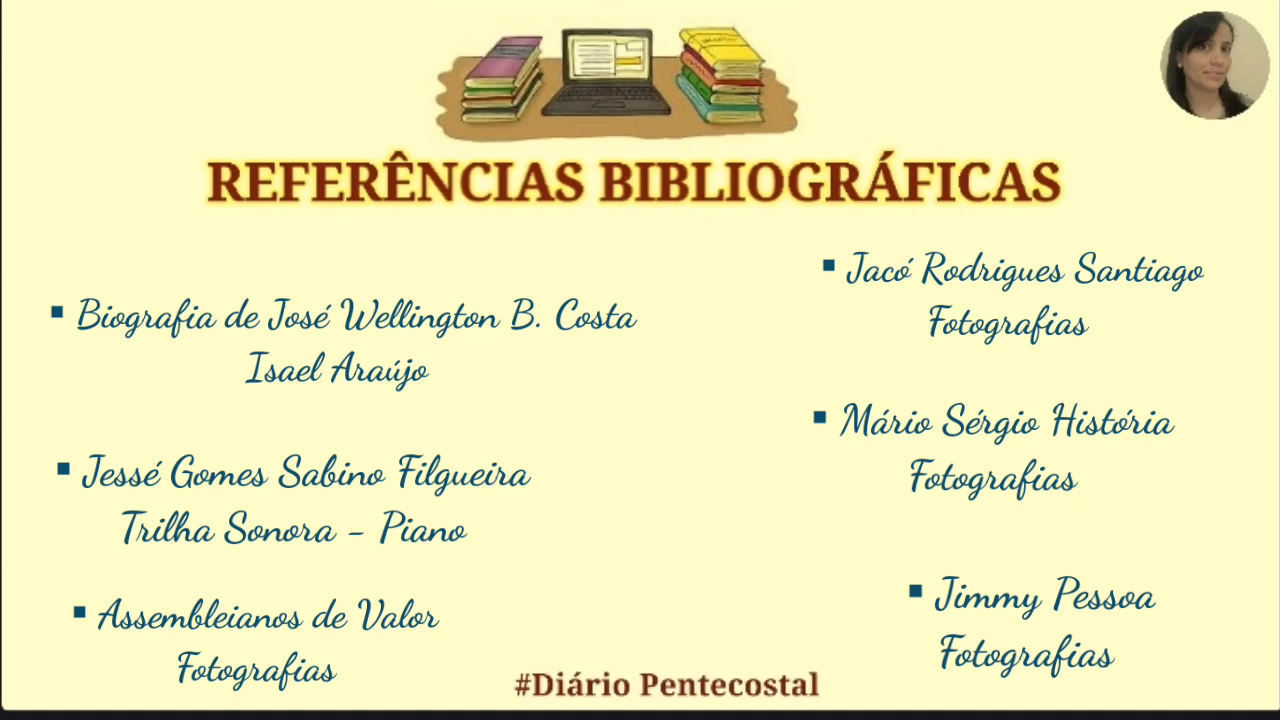 REFERÊNCIAS BIBLIOGRÁFICAS
▪ Biografia de José Wellington B. Costa
Isael Araújo
▪ Jessé Gomes Sabino Filgueira
Trilha Sonora - Piano
▪ Assembleianos de Valor
Fotografias
▪ Jacó Rodrigues Santiago
Fotografias
▪ Mário Sérgio História
Fotografias
▪ Jimmy Pessoa
Fotografias
#Diário Pentecostal